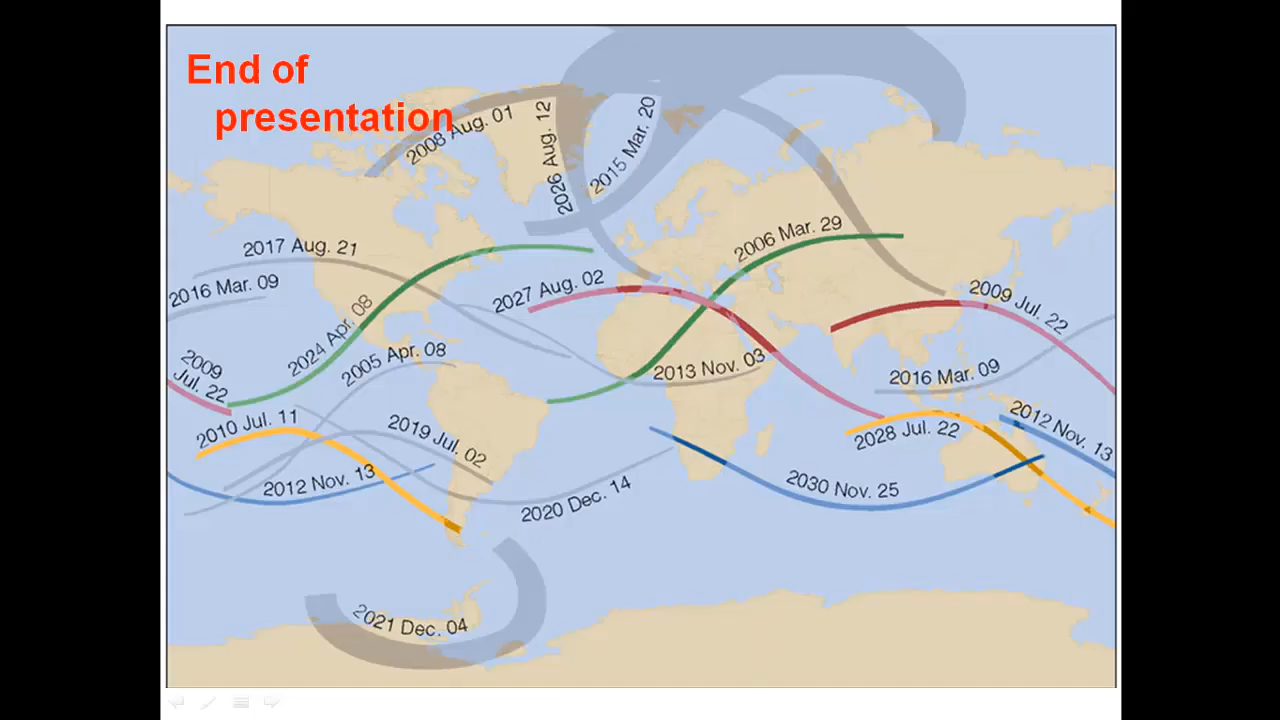 End of
presentation
2008 Aug. 01
2026 Aug. 12
2015 Mar. 20
2017 Aug. 21
2006 Mar. 29
2016 Mar. 09
2027 Aug. 02
2009 Jul. 22
2024 Apr. 08
2005 Apr. 08
2013 Nov. 03
2009
Jul. 22
2016 Mar. 09
2010 Jul. 11
2019 Jul. 02
2028 Jul. 22
2012 Nov. 13
2012 Nov. 13
2020 Dec. 14
2030 Nov. 25
2021 Dec. 04